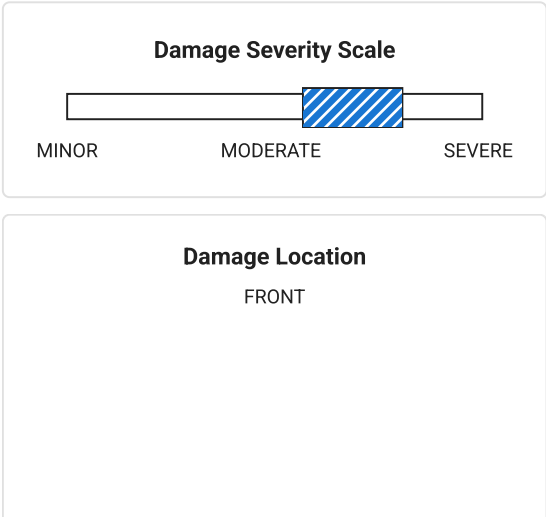 Damage Severity Scale
MINOR MODERATE SEVERE
Damage Location
FRONT